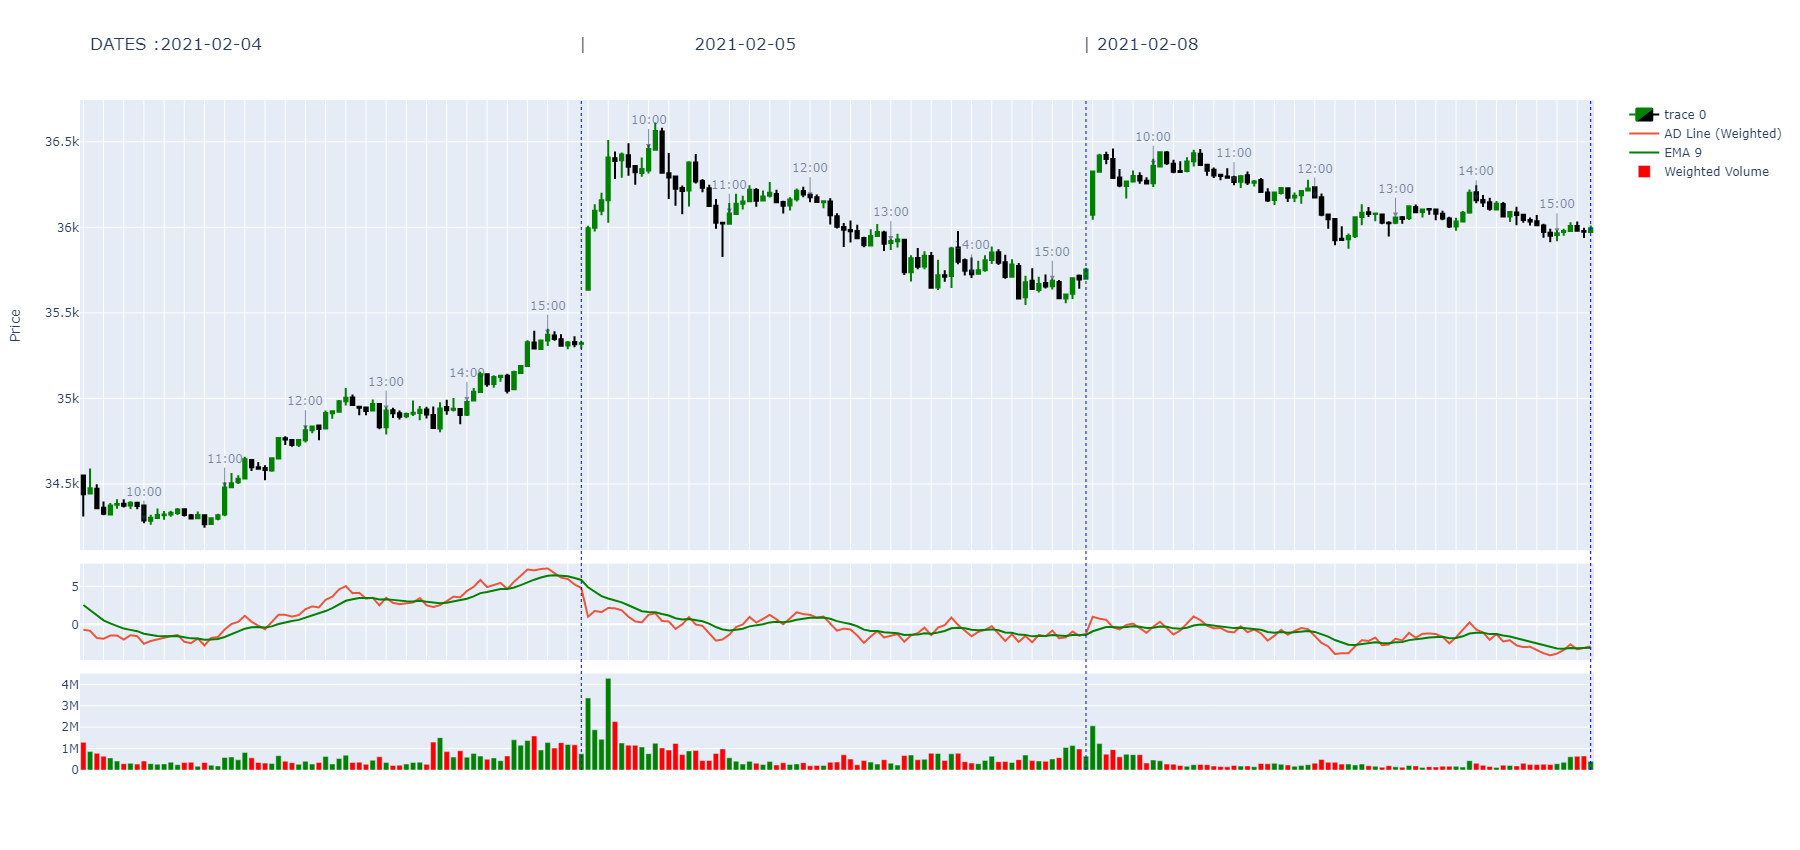 DATES :2021-02-04 | 2021-02-05 | 2021-02-08
trace 0
AD Line (Weighted)
EMA 9
Weighted Volume
Price
36.5k
36k
35.5k
35k
34.5k
10:00
11:00
12:00
13:00
14:00
15:00
10:00
11:00
12:00
13:00
14:00
15:00
10:00
11:00
12:00
13:00
14:00
15:00
5
0
4M
3M
2M
1M
0